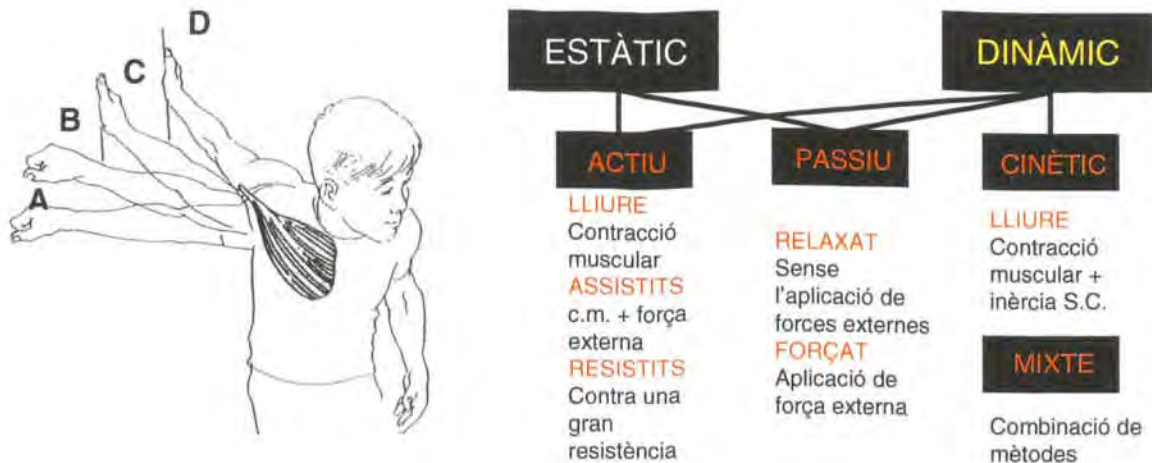 D
C
B
A
ESTÀTIC
DINÀMIC
ACTIU
PASSIU
CINÈTIC
LLIURE
Contracció
muscular
ASSISTITS
c.m. + força
externa
RESISTITS
Contra una
gran
resistència
RELAXAT
Sense
l'aplicació de
forces externes
FORÇAT
Aplicació de
força externa
LLIURE
Contracció
muscular +
inèrcia S.C.
MIXTE
Combinació de
mètodes